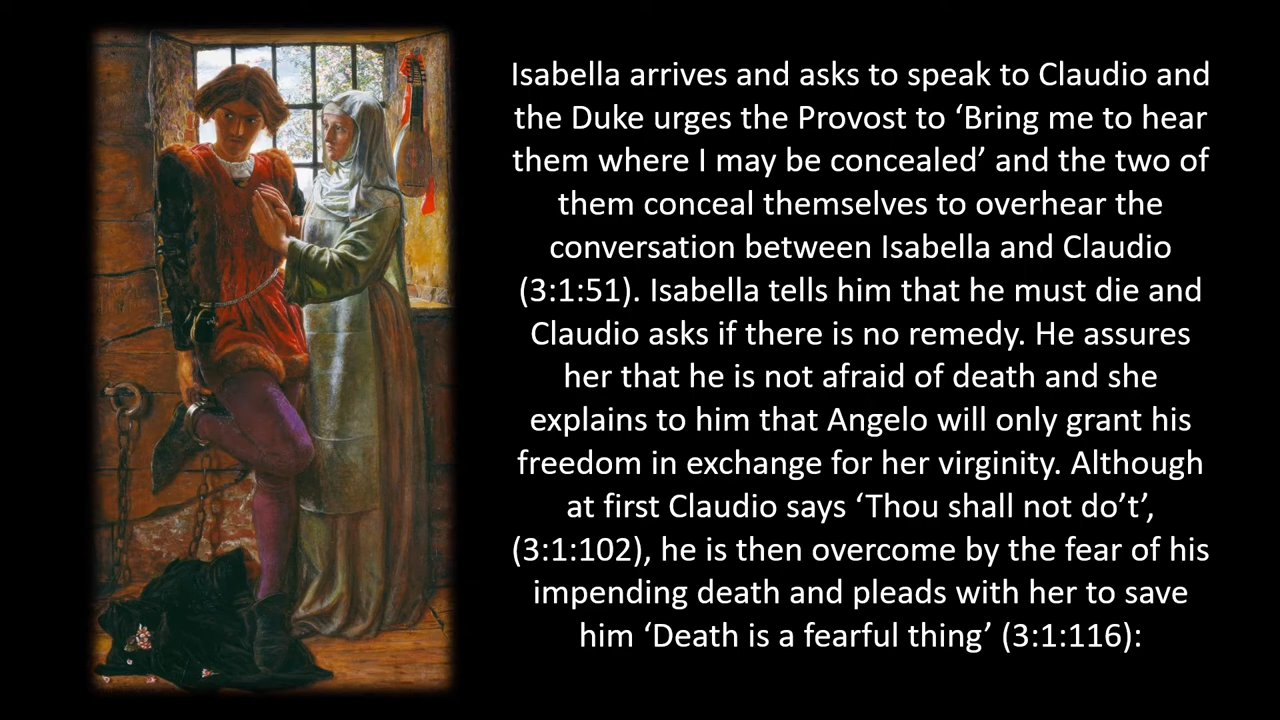 Isabella arrives and asks to speak to Claudio and
the Duke urges the Provost to ‘Bring me to hear
them where I may be concealed’ and the two of
them conceal themselves to overhear the
conversation between Isabella and Claudio
(3:1:51). Isabella tells him that he must die and
Claudio asks if there is no remedy. He assures
her that he is not afraid of death and she
explains to him that Angelo will only grant his
freedom in exchange for her virginity. Although
at first Claudio says ‘Thou shall not do’t’,
(3:1:102), he is then overcome by the fear of his
impending death and pleads with her to save
him ‘Death is a fearful thing’ (3:1:116):